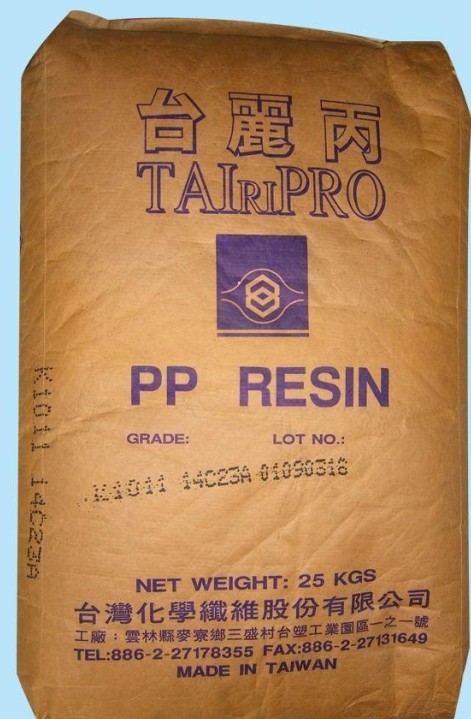 台麗丙
TAIRIPRO
PP RESIN
GRADE: LOT NO.:
K1011 14C23A 01090318
K1011 14C23A
NET WEIGHT: 25 KGS
台灣化學纖維股份有限公司
工廠：雲林縣麥寮鄉三盛村台塑工業園區一之一號
TEL:886-2-27178355 FAX:886-2-27131649
MADE IN TAIWAN